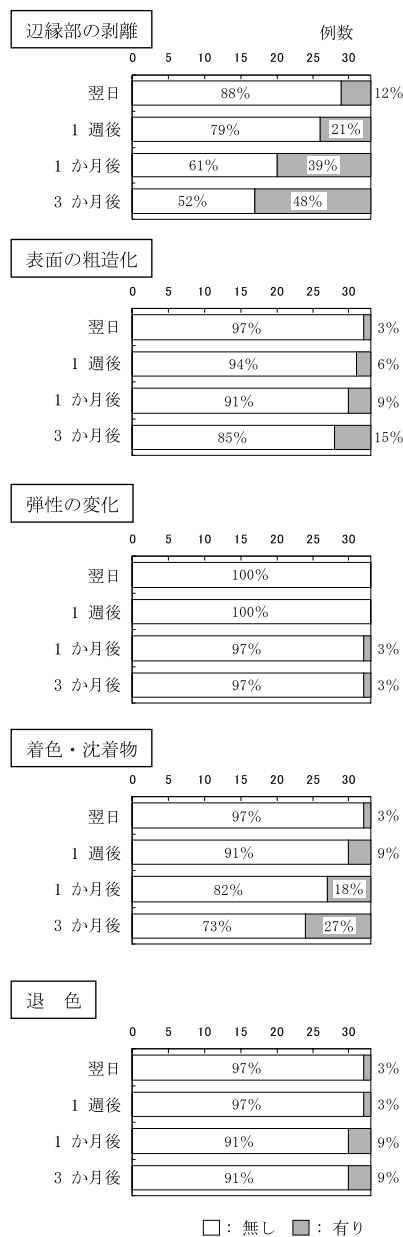 辺縁部の剥離
例数
0 5 10 15 20 25 30
翌日 88% 12%
1 週後 79% 21%
1 か月後 61% 39%
3 か月後 52% 48%
表面の粗造化
0 5 10 15 20 25 30
翌日 97% 3%
1 週後 94% 6%
1 か月後 91% 9%
3 か月後 85% 15%
弾性の変化
0 5 10 15 20 25 30
翌日 100%
1 週後 100%
1 か月後 97% 3%
3 か月後 97% 3%
着色・沈着物
0 5 10 15 20 25 30
翌日 97% 3%
1 週後 91% 9%
1 か月後 82% 18%
3 か月後 73% 27%
退 色
0 5 10 15 20 25 30
翌日 97% 3%
1 週後 97% 3%
1 か月後 91% 9%
3 か月後 91% 9%
：無し ：有り